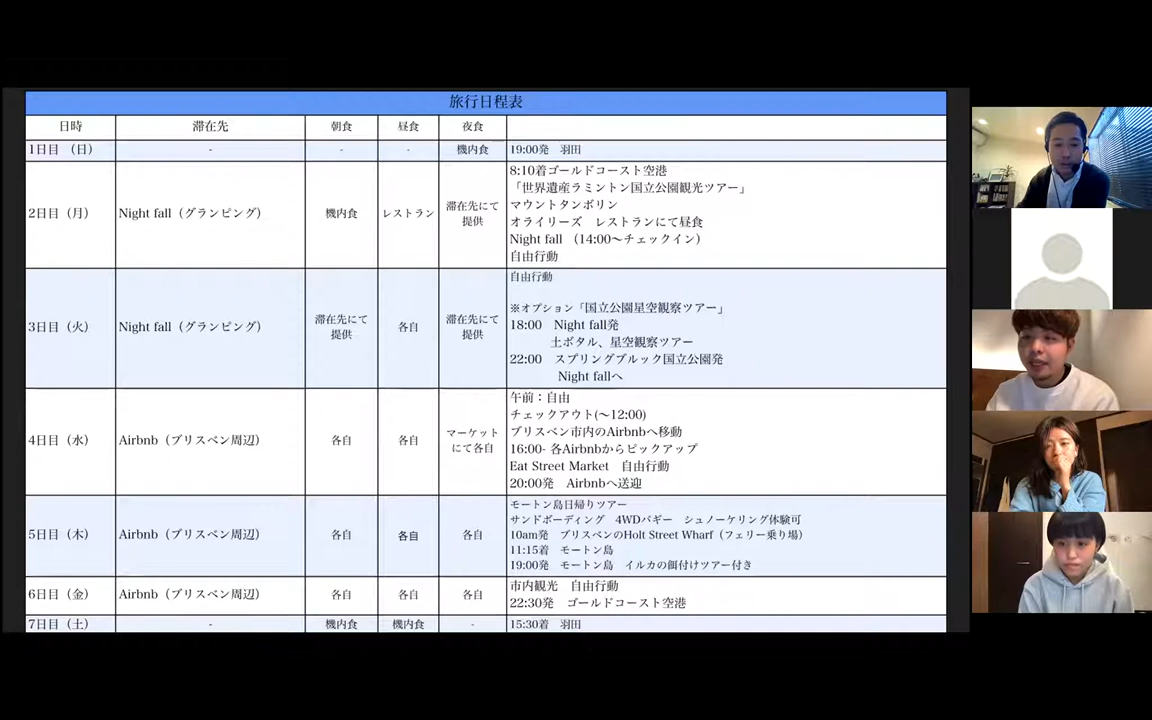 旅行日程表
日時 滞在先 朝食 昼食 夜食
1日目 （日） - - - 機内食 19:00発 羽田
2日目（月） Night fall（グランピング） 機内食 レストラン 滞在先にて提供
8:10着ゴールドコースト空港
「世界遺産ラミントン国立公園観光ツアー」
マウントタンボリン
オライリーズ レストランにて昼食
Night fall （14:00〜チェックイン）
自由行動
3日目（火） Night fall（グランピング） 滞在先にて提供 各自 滞在先にて提供
自由行動
※オプション「国立公園星空観察ツアー」
18:00 Night fall発
土ボタル、星空観察ツアー
22:00 スプリングブルック国立公園発
Night fallへ
4日目（水） Airbnb（ブリスベン周辺） 各自 各自 マーケットにて各自
午前：自由
チェックアウト(〜12:00)
ブリスベン市内のAirbnbへ移動
16:00- 各Airbnbからピックアップ
Eat Street Market 自由行動
20:00発 Airbnbへ送迎
5日目（木） Airbnb（ブリスベン周辺） 各自 各自 各自
モートン島日帰りツアー
サンドボーディング 4WDバギー シュノーケリング体験可
10am発 ブリスベンのHolt Street Wharf（フェリー乗り場）
11:15着 モートン島
19:00発 モートン島 イルカの餌付けツアー付き
6日目（金） Airbnb（ブリスベン周辺） 各自 各自 各自
市内観光 自由行動
22:30発 ゴールドコースト空港
7日目（土） - 機内食 機内食 - 15:30着 羽田